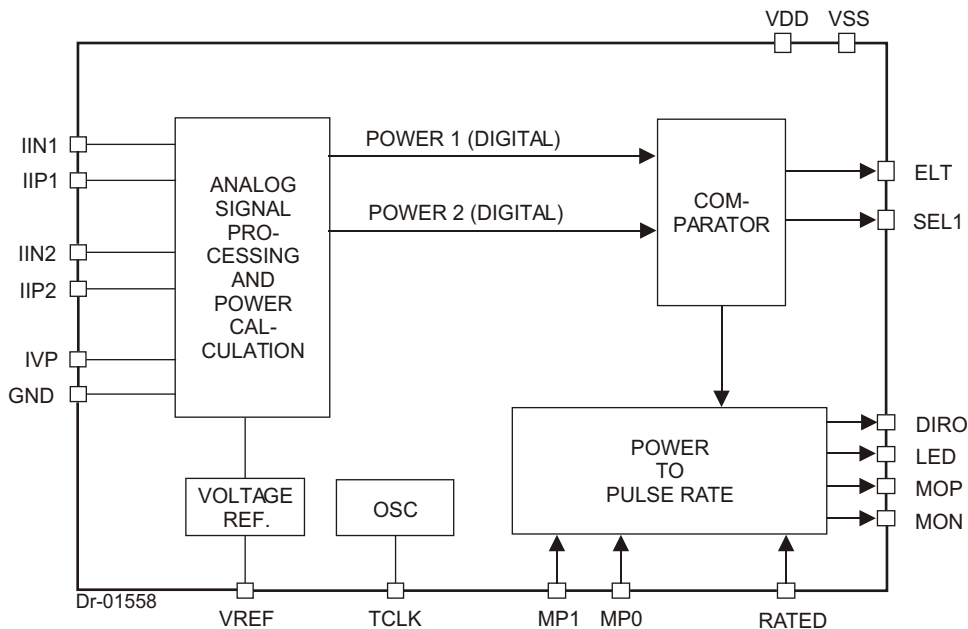 VDD
VSS
IIN1
IIP1
IIN2
IIP2
IVP
GND
ANALOG
SIGNAL
PRO-
CESSING
AND
POWER
CAL-
CULATION
POWER 1 (DIGITAL)
POWER 2 (DIGITAL)
COM-
PARATOR
ELT
SEL1
POWER
TO
PULSE RATE
DIRO
LED
MOP
MON
VOLTAGE
REF.
OSC
Dr-01558
VREF
TCLK
MP1
MP0
RATED